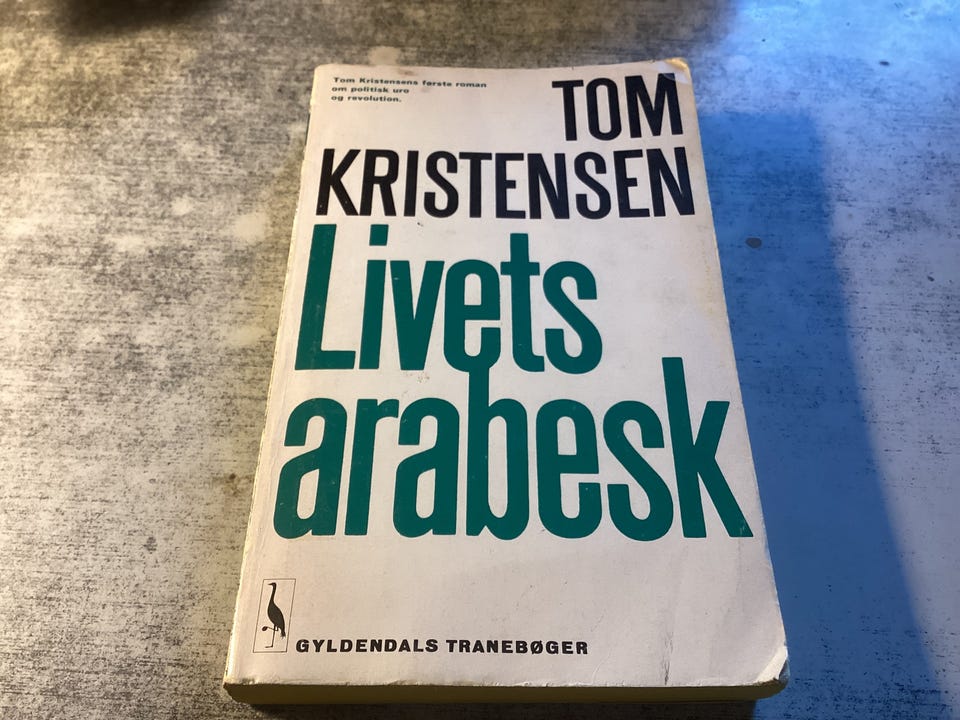 Tom Kristensens første roman
om politisk uro
og revolution.
TOM
KRISTENSEN
Livets
arabesk
GYLDENDALS TRANEBØGER